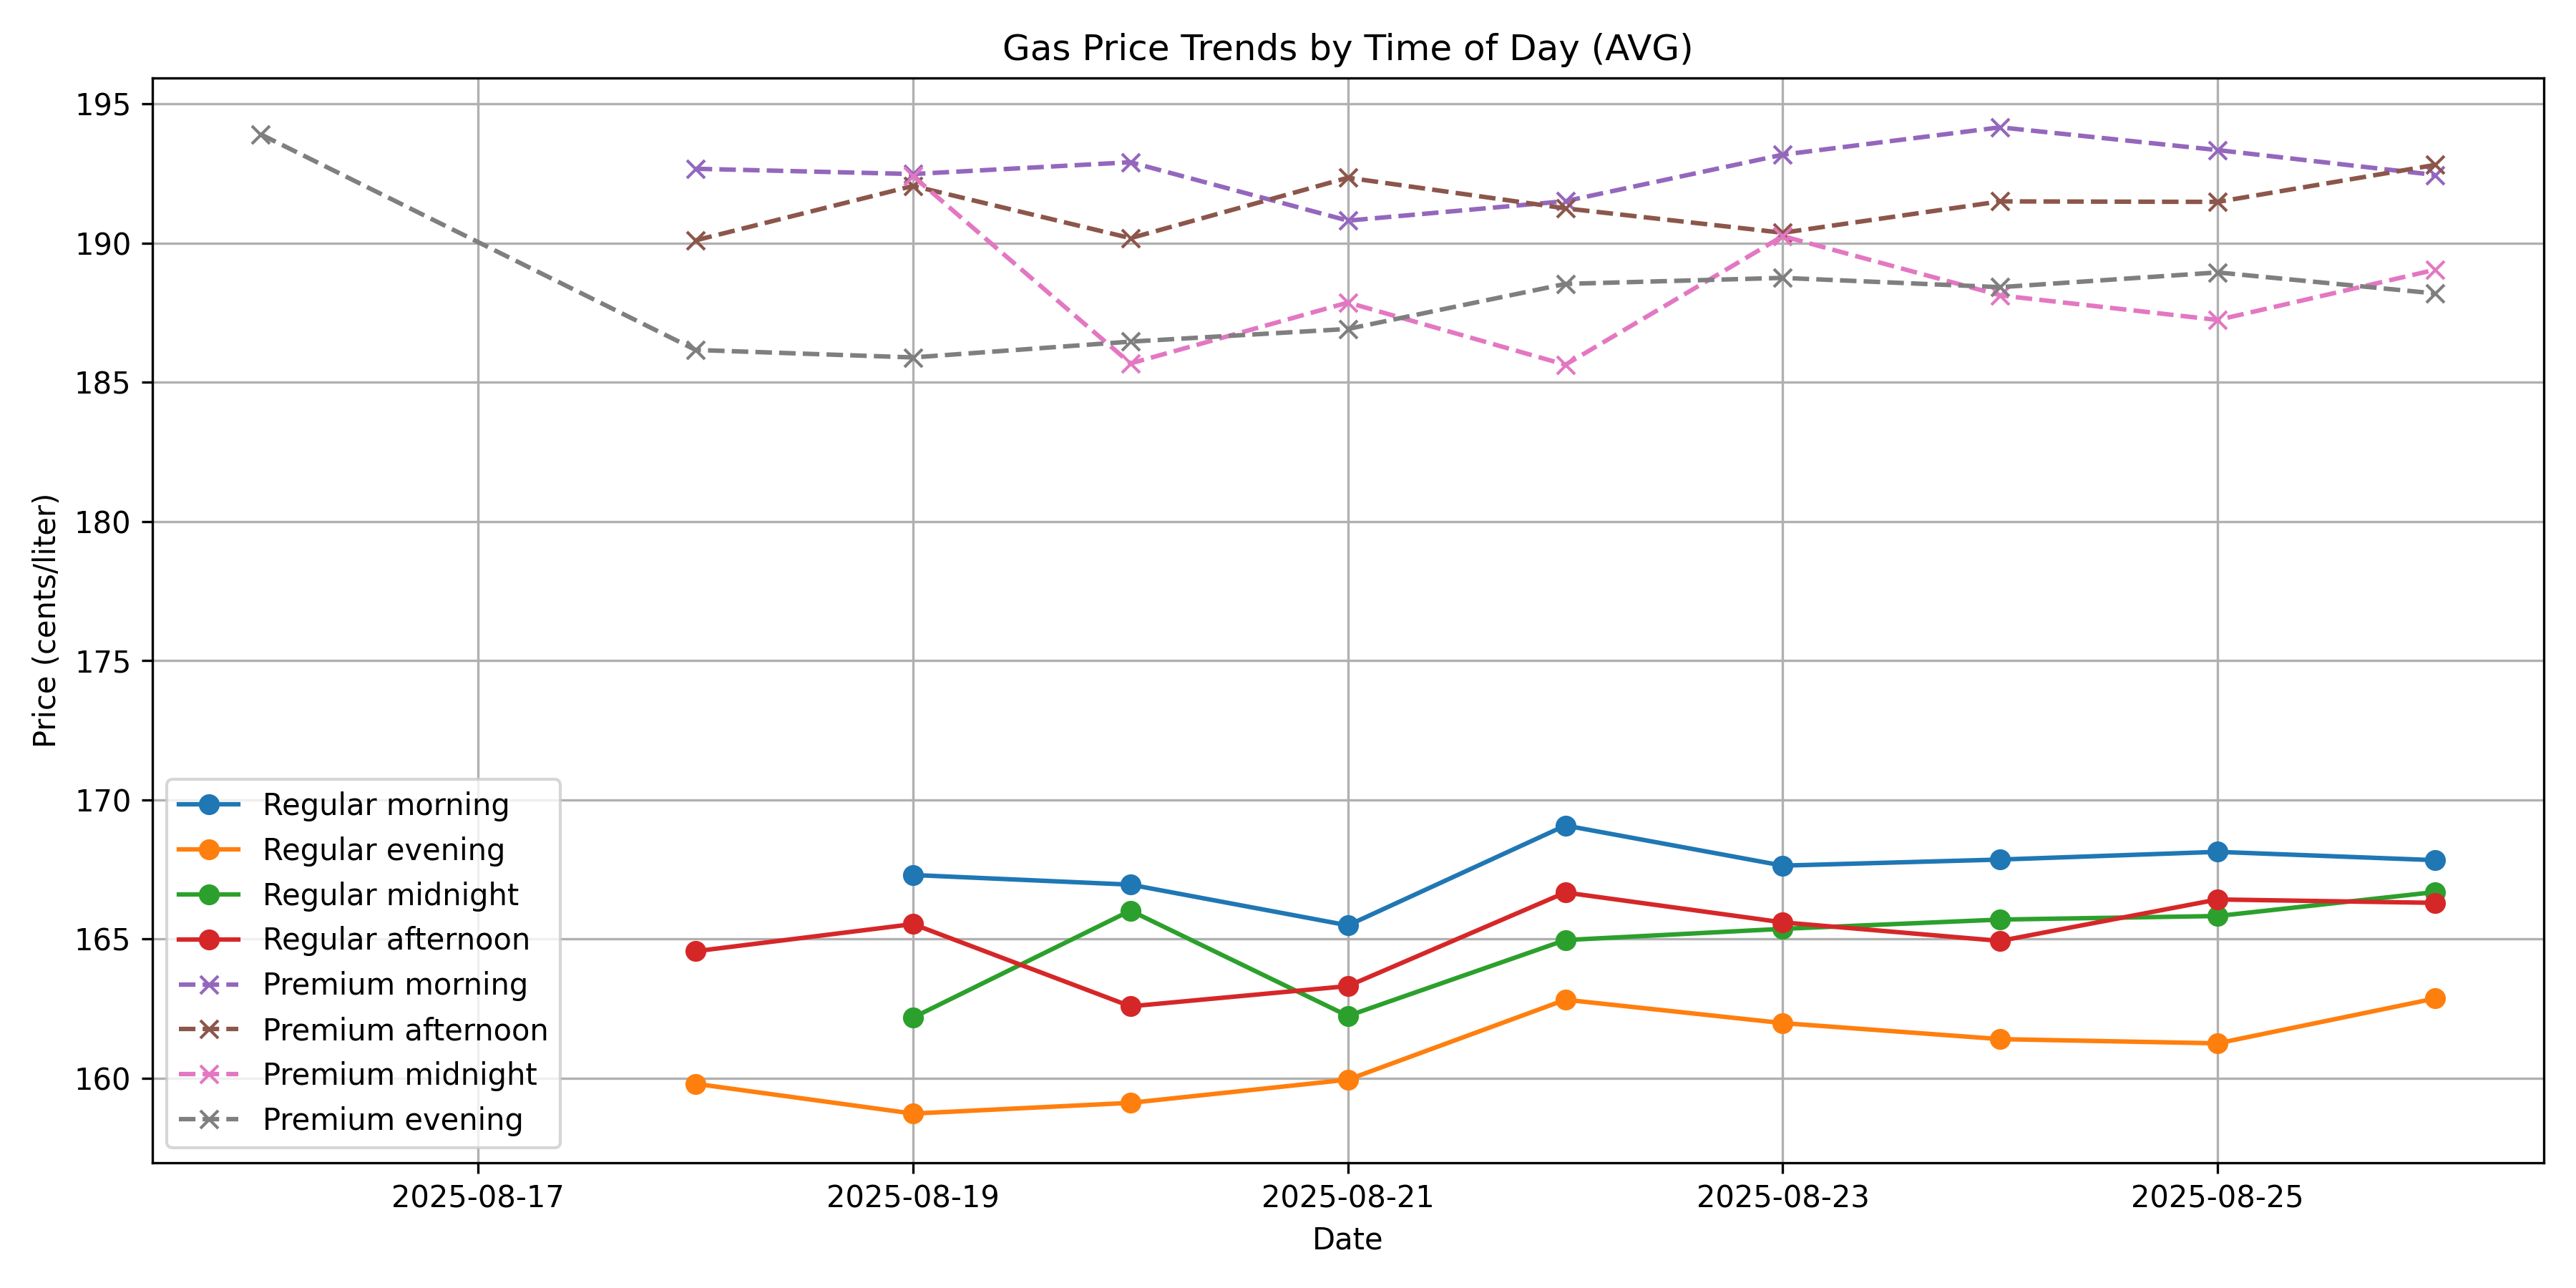 Gas Price Trends by Time of Day (AVG)
Price (cents/liter)
195
190
185
180
175
170
165
160
Regular morning
Regular evening
Regular midnight
Regular afternoon
Premium morning
Premium afternoon
Premium midnight
Premium evening
2025-08-17 2025-08-19 2025-08-21 2025-08-23 2025-08-25
Date